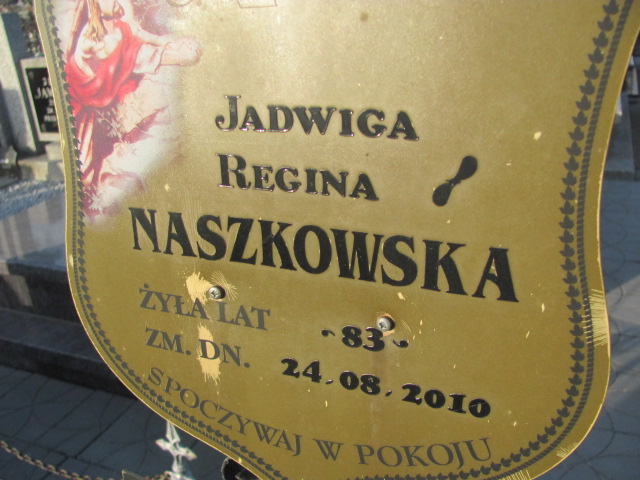 JADWIGA
REGINA
NASZKOWSKA
ŻYŁA LAT 83
ZM. DN. 24.08.2010
SPOCZYWAJ W POKOJU